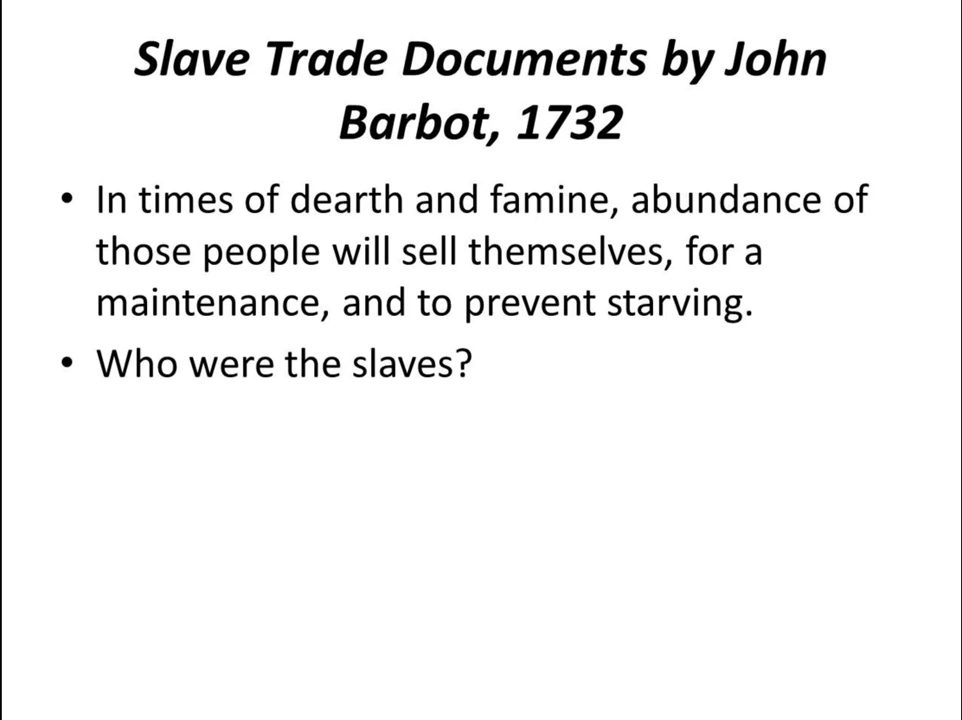 Slave Trade Documents by John
Barbot, 1732
• In times of dearth and famine, abundance of
those people will sell themselves, for a
maintenance, and to prevent starving.
• Who were the slaves?